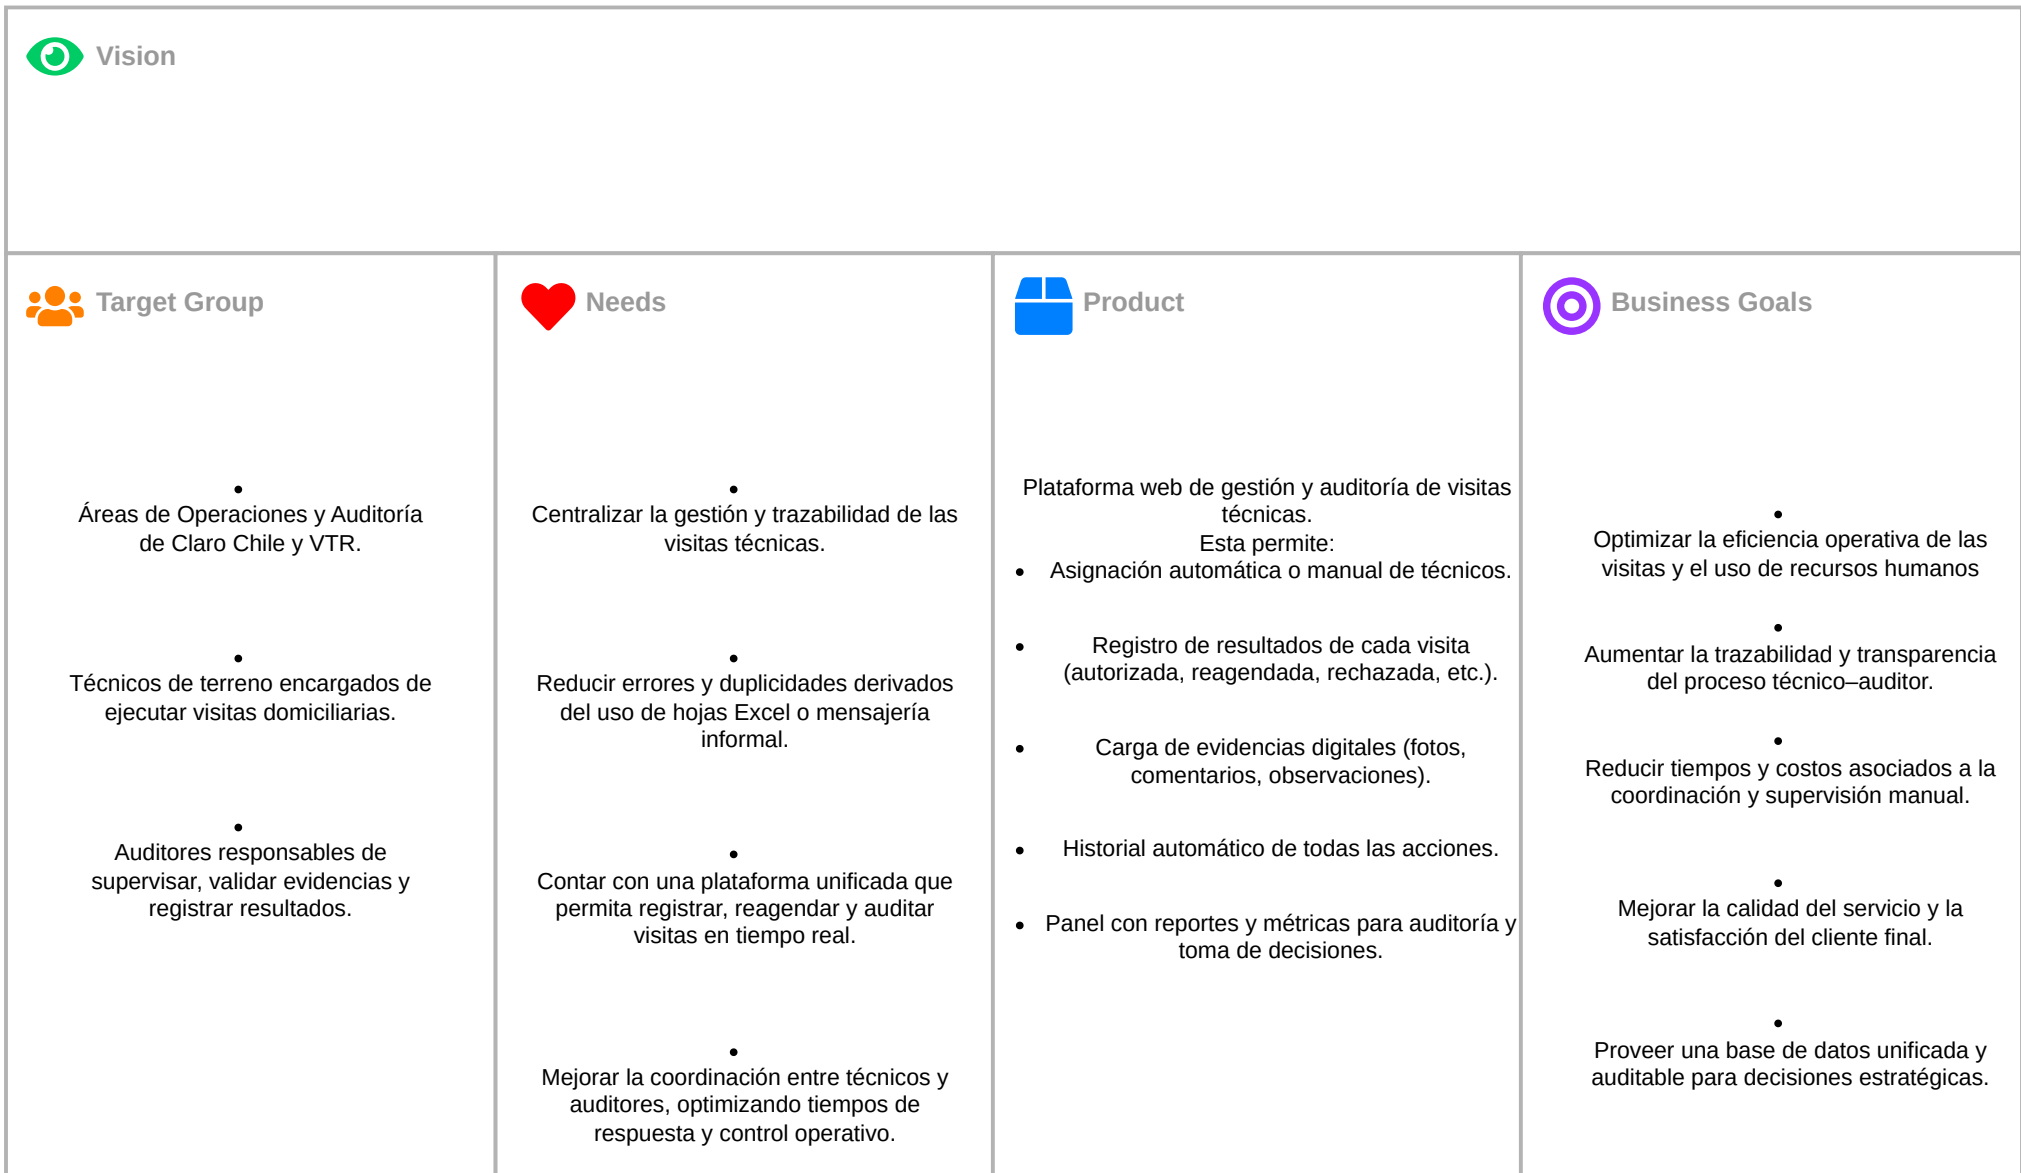 Vision
Target Group
Áreas de Operaciones y Auditoría
de Claro Chile y VTR.
Técnicos de terreno encargados de
ejecutar visitas domiciliarias.
Auditores responsables de
supervisar, validar evidencias y
registrar resultados.
Needs
Centralizar la gestión y trazabilidad de las
visitas técnicas.
Reducir errores y duplicidades derivados
del uso de hojas Excel o mensajería
informal.
Contar con una plataforma unificada que
permita registrar, reagendar y auditar
visitas en tiempo real.
Mejorar la coordinación entre técnicos y
auditores, optimizando tiempos de
respuesta y control operativo.
Product
Plataforma web de gestión y auditoría de visitas
técnicas.
Esta permite:
• Asignación automática o manual de técnicos.
• Registro de resultados de cada visita
(autorizada, reagendada, rechazada, etc.).
• Carga de evidencias digitales (fotos,
comentarios, observaciones).
• Historial automático de todas las acciones.
• Panel con reportes y métricas para auditoría y
toma de decisiones.
Business Goals
Optimizar la eficiencia operativa de las
visitas y el uso de recursos humanos
Aumentar la trazabilidad y transparencia
del proceso técnico–auditor.
Reducir tiempos y costos asociados a la
coordinación y supervisión manual.
Mejorar la calidad del servicio y la
satisfacción del cliente final.
Proveer una base de datos unificada y
auditable para decisiones estratégicas.